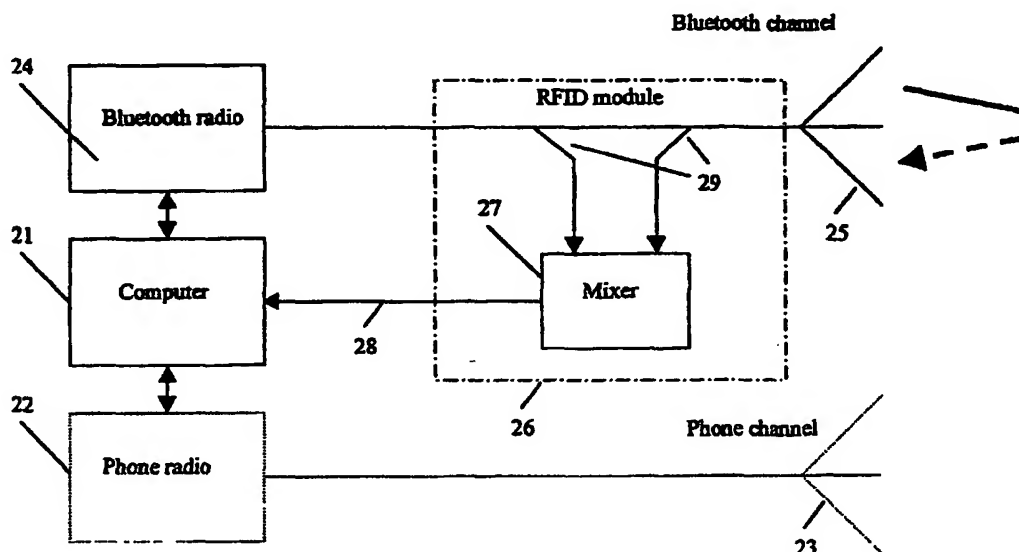 Bluetooth channel
24
RFID module
Bluetooth radio
29
27
25
21
Computer
Mixer
28
22
26
Phone channel
Phone radio
23